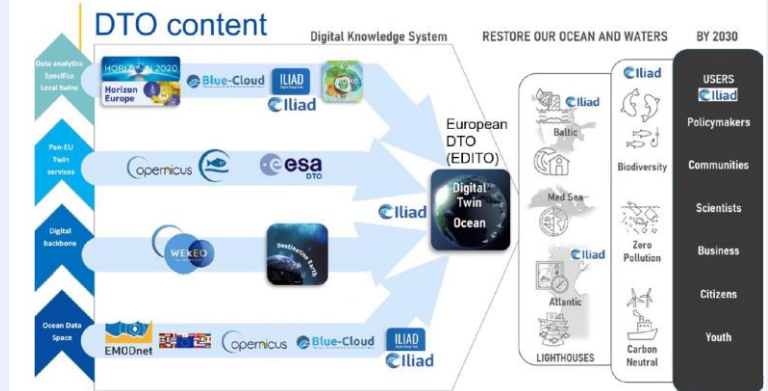 DTO content
Digital Knowledge System
RESTORE OUR OCEAN AND WATERS
BY 2030
Data analytics
Specifics
Local twins
HORIZON 2020
Horizon
Europe
Blue-Cloud
ILIAD
Iliad
Pan-EU
Twin
services
Copernicus
esa
DTO
Digital
backbone
WEkEO
Destination Earth
Ocean Data
Space
EMODnet
Copernicus
Blue-Cloud
ILIAD
Iliad
European
DTO
(EDITO)
Iliad
Digital
Twin
Ocean
Iliad
Baltic
Med Sea
Iliad
Atlantic
LIGHTHOUSES
Iliad
Biodiversity
Zero
Pollution
Carbon
Neutral
USERS
Iliad
Policymakers
Communities
Scientists
Business
Citizens
Youth